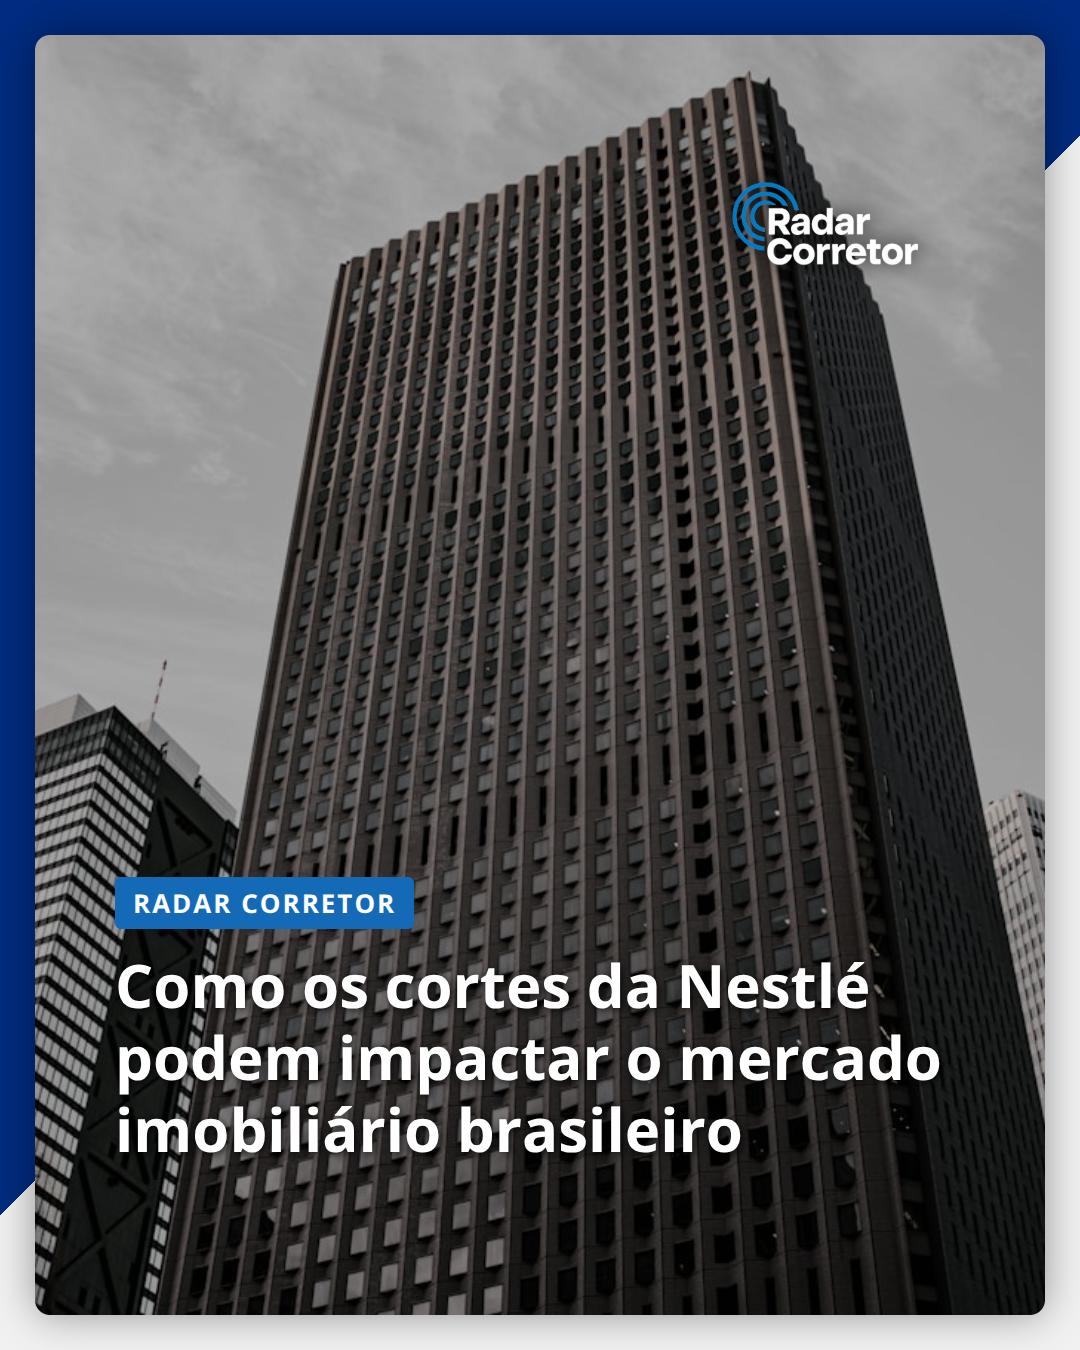 Radar
Corretor
RADAR CORRETOR
Como os cortes da Nestlé
podem impactar o mercado
imobiliário brasileiro